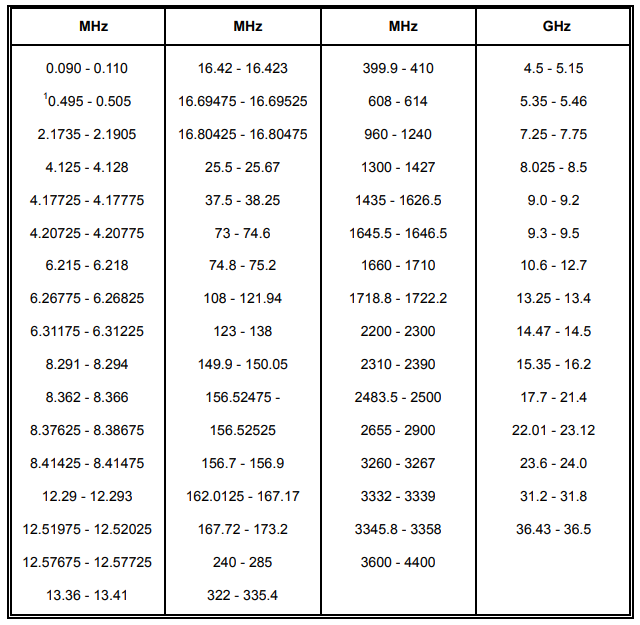 MHz MHz MHz GHz
0.090 - 0.110 16.42 - 16.423 399.9 - 410 4.5 - 5.15
¹0.495 - 0.505 16.69475 - 16.69525 608 - 614 5.35 - 5.46
2.1735 - 2.1905 16.80425 - 16.80475 960 - 1240 7.25 - 7.75
4.125 - 4.128 25.5 - 25.67 1300 - 1427 8.025 - 8.5
4.17725 - 4.17775 37.5 - 38.25 1435 - 1626.5 9.0 - 9.2
4.20725 - 4.20775 73 - 74.6 1645.5 - 1646.5 9.3 - 9.5
6.215 - 6.218 74.8 - 75.2 1660 - 1710 10.6 - 12.7
6.26775 - 6.26825 108 - 121.94 1718.8 - 1722.2 13.25 - 13.4
6.31175 - 6.31225 123 - 138 2200 - 2300 14.47 - 14.5
8.291 - 8.294 149.9 - 150.05 2310 - 2390 15.35 - 16.2
8.362 - 8.366 156.52475 - 2483.5 - 2500 17.7 - 21.4
8.37625 - 8.38675 156.52525 2655 - 2900 22.01 - 23.12
8.41425 - 8.41475 156.7 - 156.9 3260 - 3267 23.6 - 24.0
12.29 - 12.293 162.0125 - 167.17 3332 - 3339 31.2 - 31.8
12.51975 - 12.52025 167.72 - 173.2 3345.8 - 3358 36.43 - 36.5
12.57675 - 12.57725 240 - 285 3600 - 4400
13.36 - 13.41 322 - 335.4